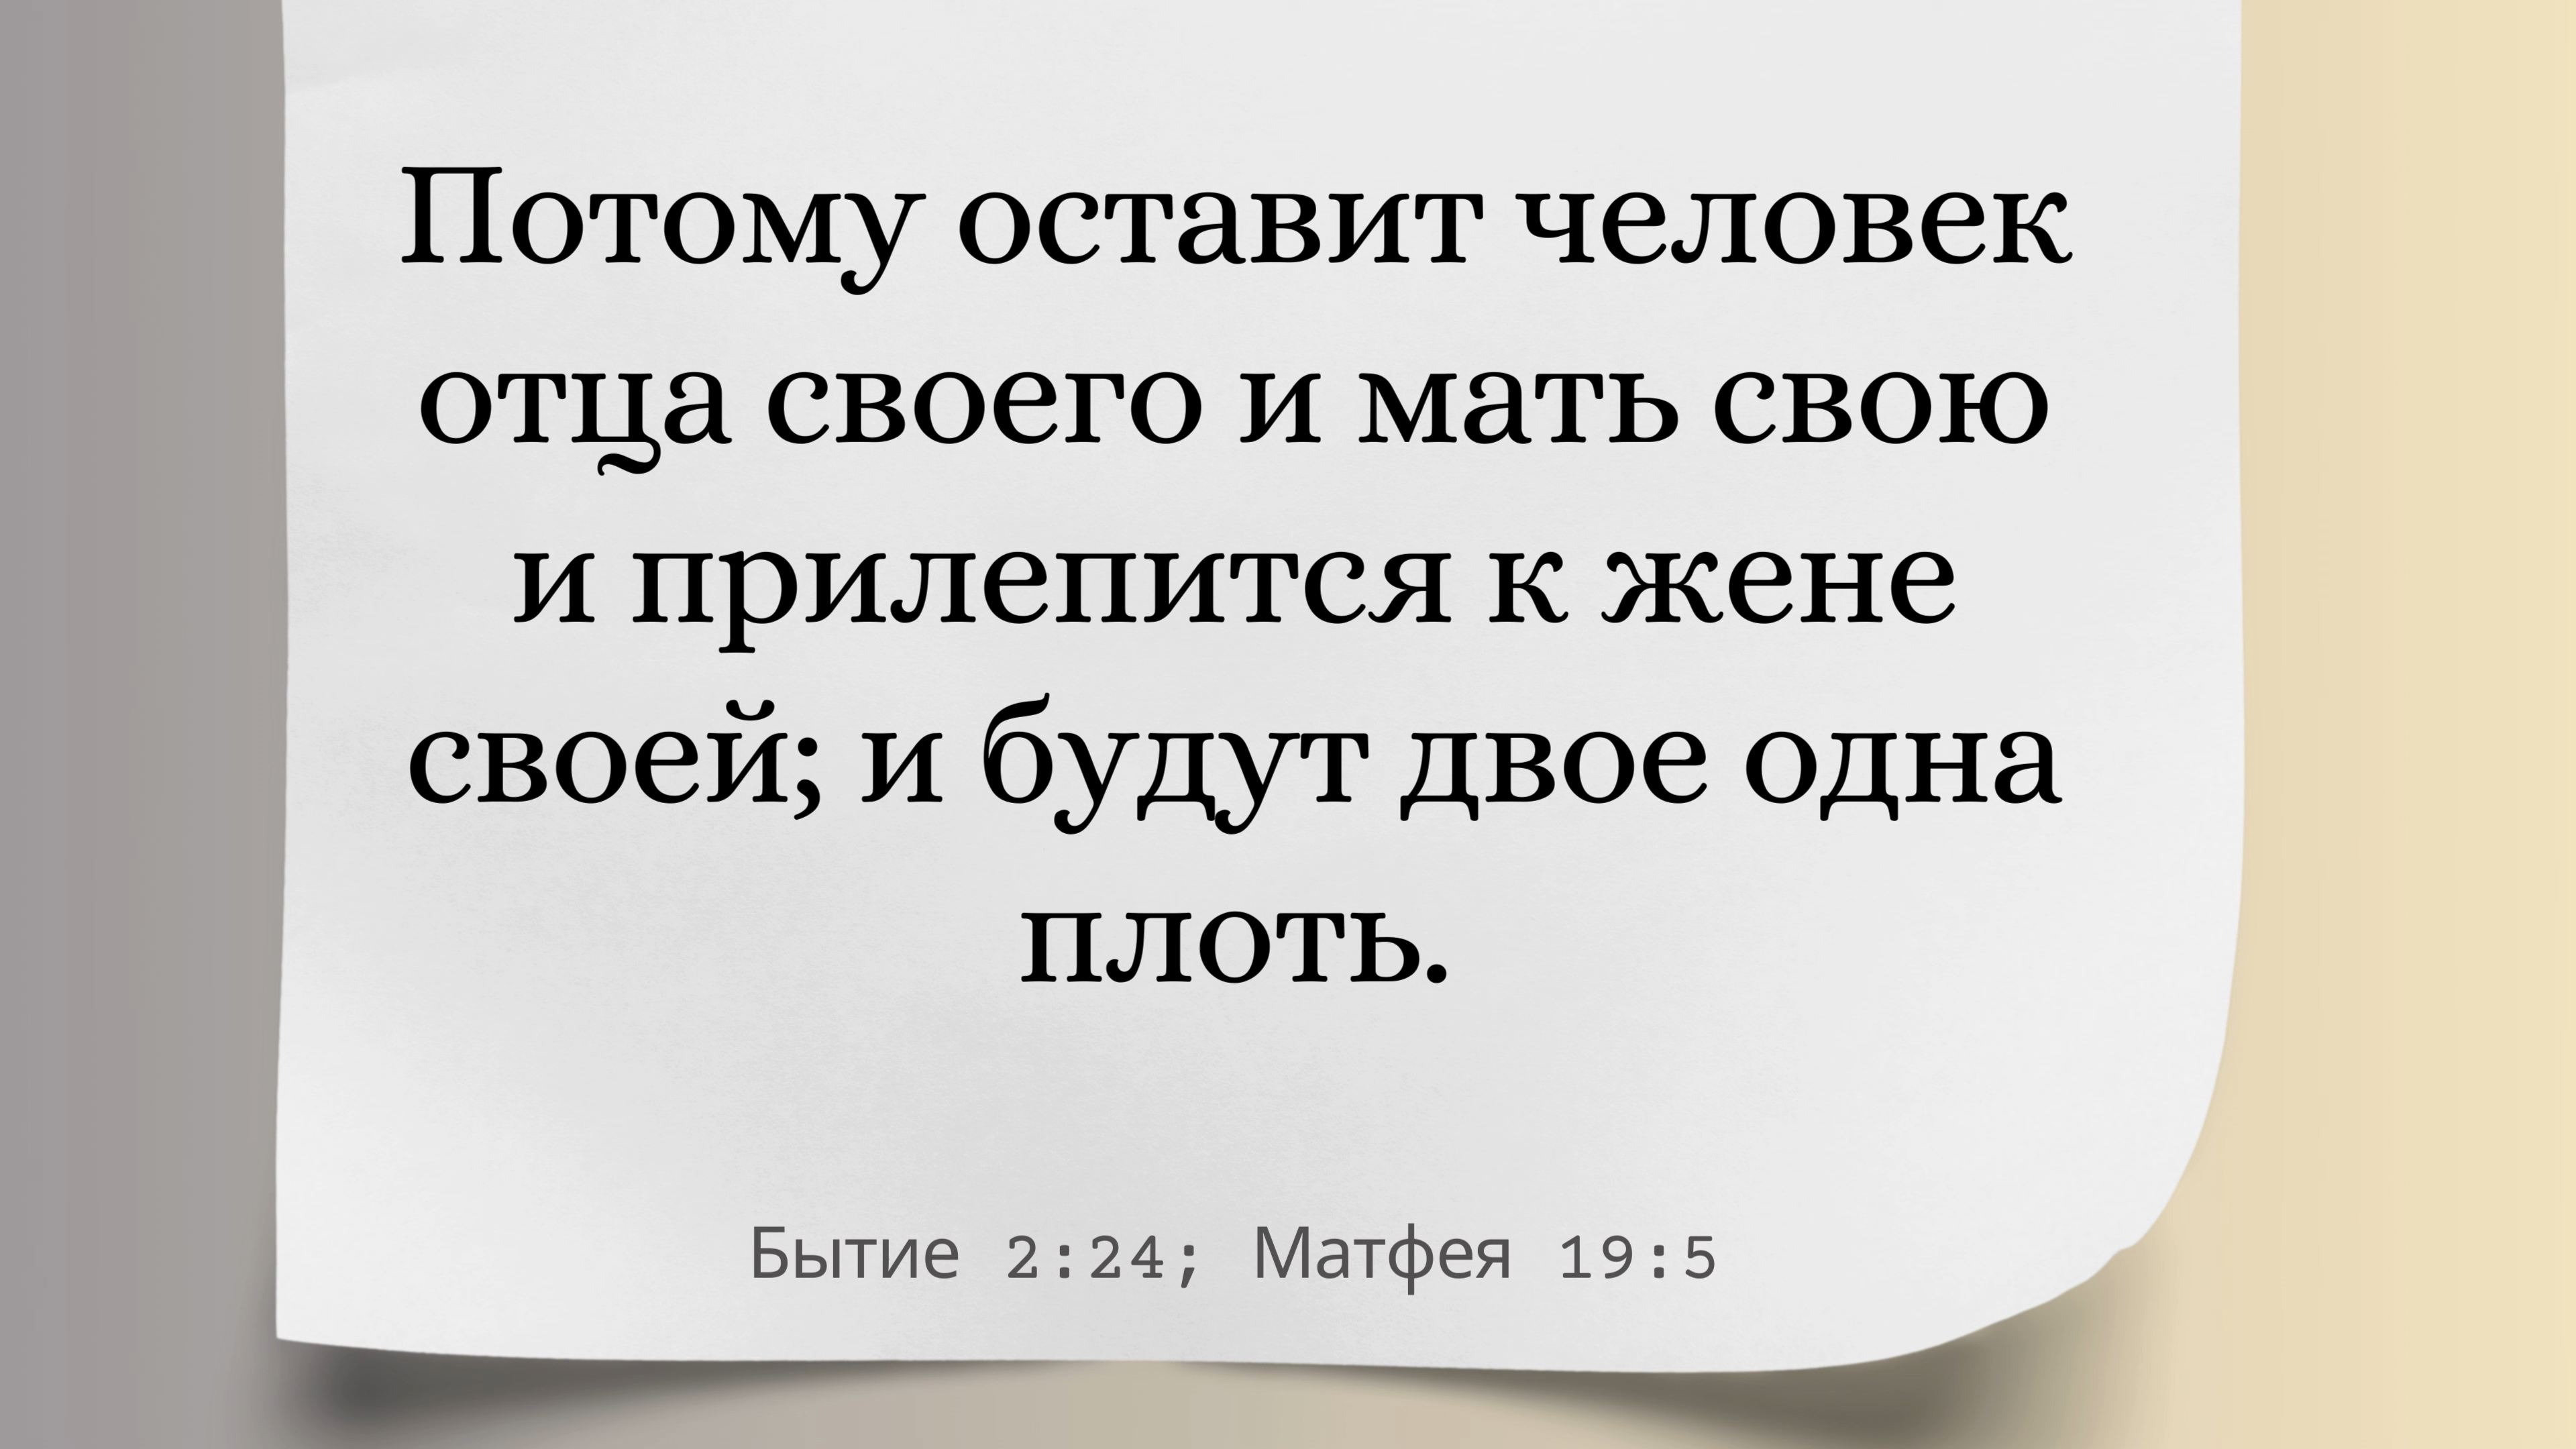 Потому оставит человек
отца своего и мать свою
и прилепится к жене
своей; и будут двое одна
плоть.
Бытие 2:24; Матфея 19:5